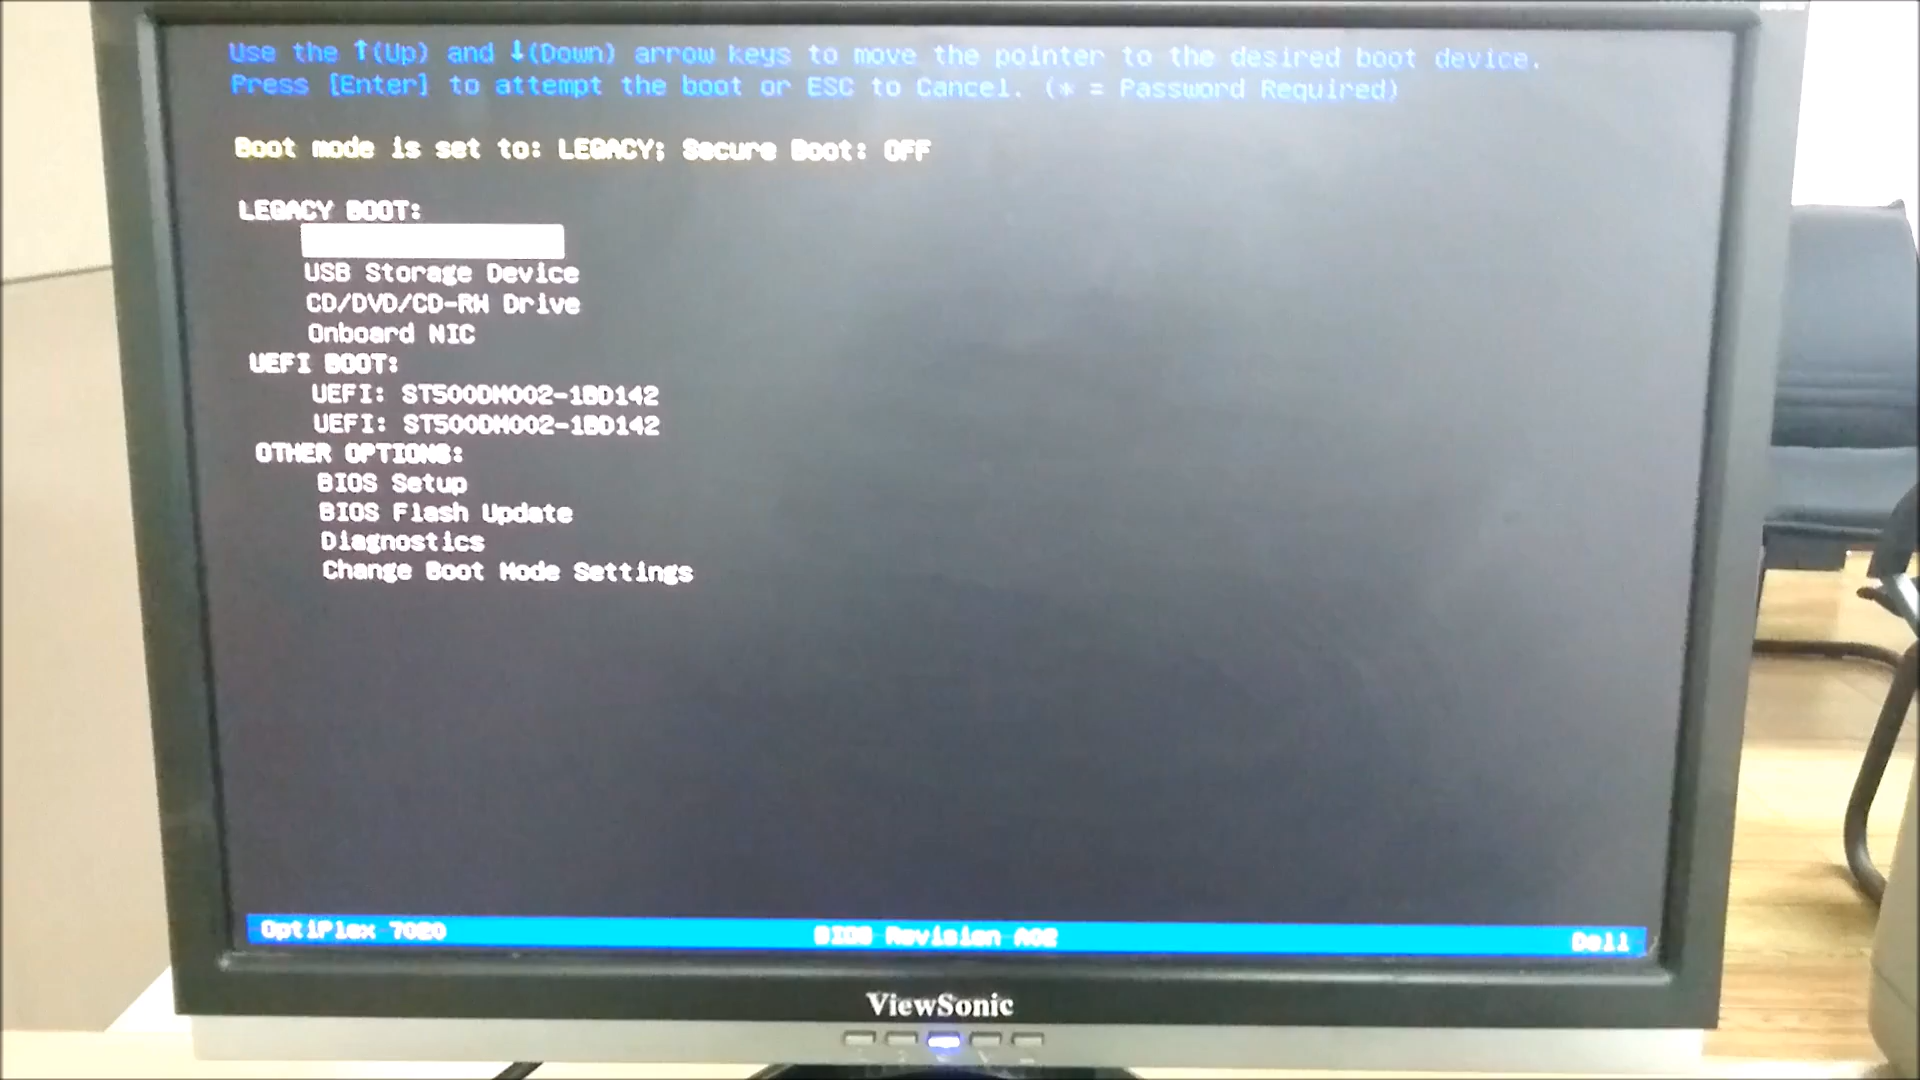 Use the ↑(Up) and ↓(Down) arrow keys to move the pointer to the desired boot device.
Press [Enter] to attempt the boot or ESC to Cancel. (* = Password Required)
Boot mode is set to: LEGACY; Secure Boot: OFF
LEGACY BOOT:
USB Storage Device
CD/DVD/CD-RW Drive
Onboard NIC
UEFI BOOT:
UEFI: ST500DM002-1BD142
UEFI: ST500DM002-1BD142
OTHER OPTIONS:
BIOS Setup
BIOS Flash Update
Diagnostics
Change Boot Mode Settings
OptiPlex 7020 BIOS Revision A02 Dell
ViewSonic